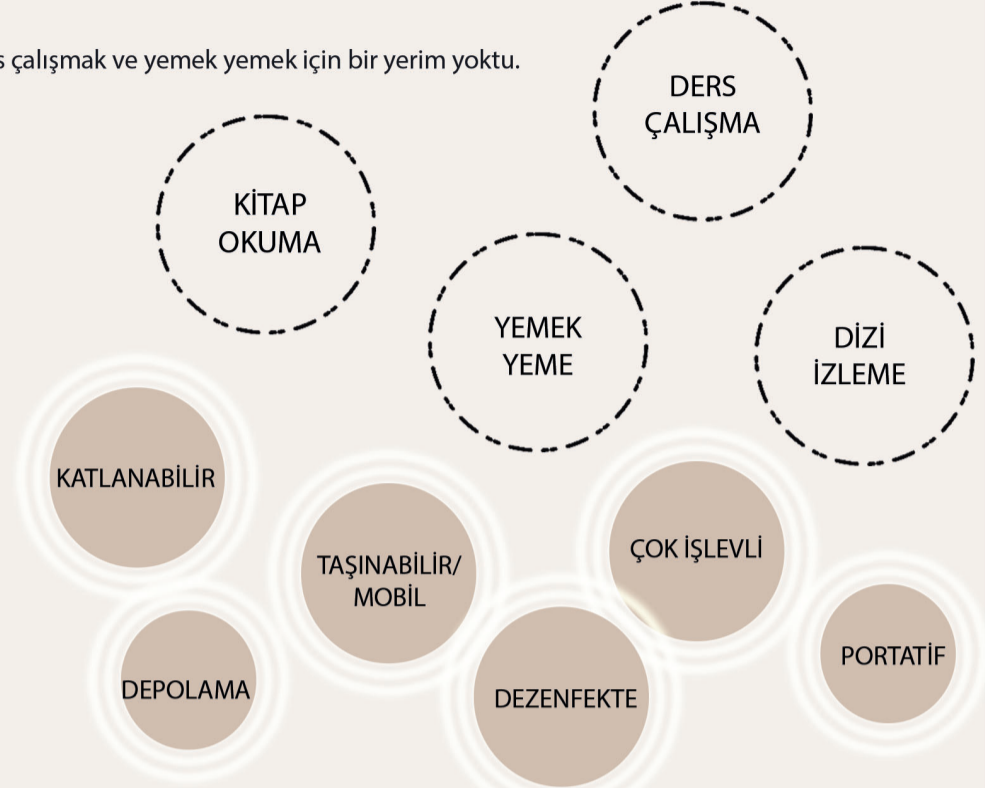 çalışmak ve yemek yemek için bir yerim yoktu.
DERS
ÇALIŞMA
KİTAP
OKUMA
YEMEK
YEME
DİZİ
İZLEME
KATLANABİLİR
TAŞINABİLİR/
MOBİL
ÇOK İŞLEVLİ
DEPOLAMA
DEZENFEKTE
PORTATİF